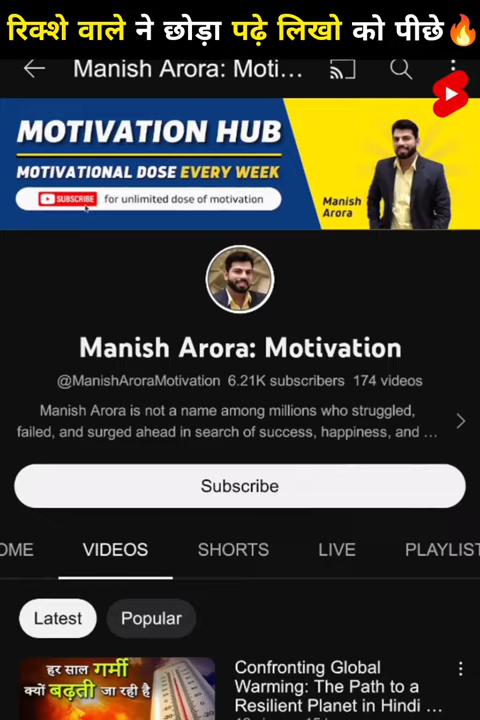 रिक्शे वाले ने छोड़ा पढ़े लिखो को पीछे🔥
Manish Arora: Moti...
MOTIVATION HUB
MOTIVATIONAL DOSE EVERY WEEK
SUBSCRIBE for unlimited dose of motivation
Manish
Arora
Manish Arora: Motivation
@ManishAroraMotivation 6.21K subscribers 174 videos
Manish Arora is not a name among millions who struggled,
failed, and surged ahead in search of success, happiness, and ...
Subscribe
OME VIDEOS SHORTS LIVE PLAYLIST
Latest Popular
हर साल गर्मी
क्यों बढ़ती जा रही है
Confronting Global
Warming: The Path to a
Resilient Planet in Hindi ...